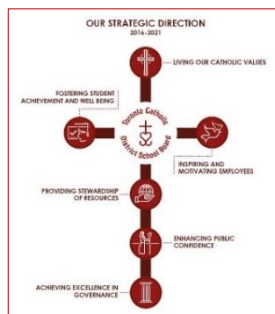 OUR STRATEGIC DIRECTION
2016-2021
LIVING OUR CATHOLIC VALUES
FOSTERING STUDENT
ACHIEVEMENT AND WELL BEING
Toronto Catholic
District School Board
INSPIRING AND
MOTIVATING EMPLOYEES
PROVIDING STEWARDSHIP
OF RESOURCES
ENHANCING PUBLIC
CONFIDENCE
ACHIEVING EXCELLENCE IN
GOVERNANCE